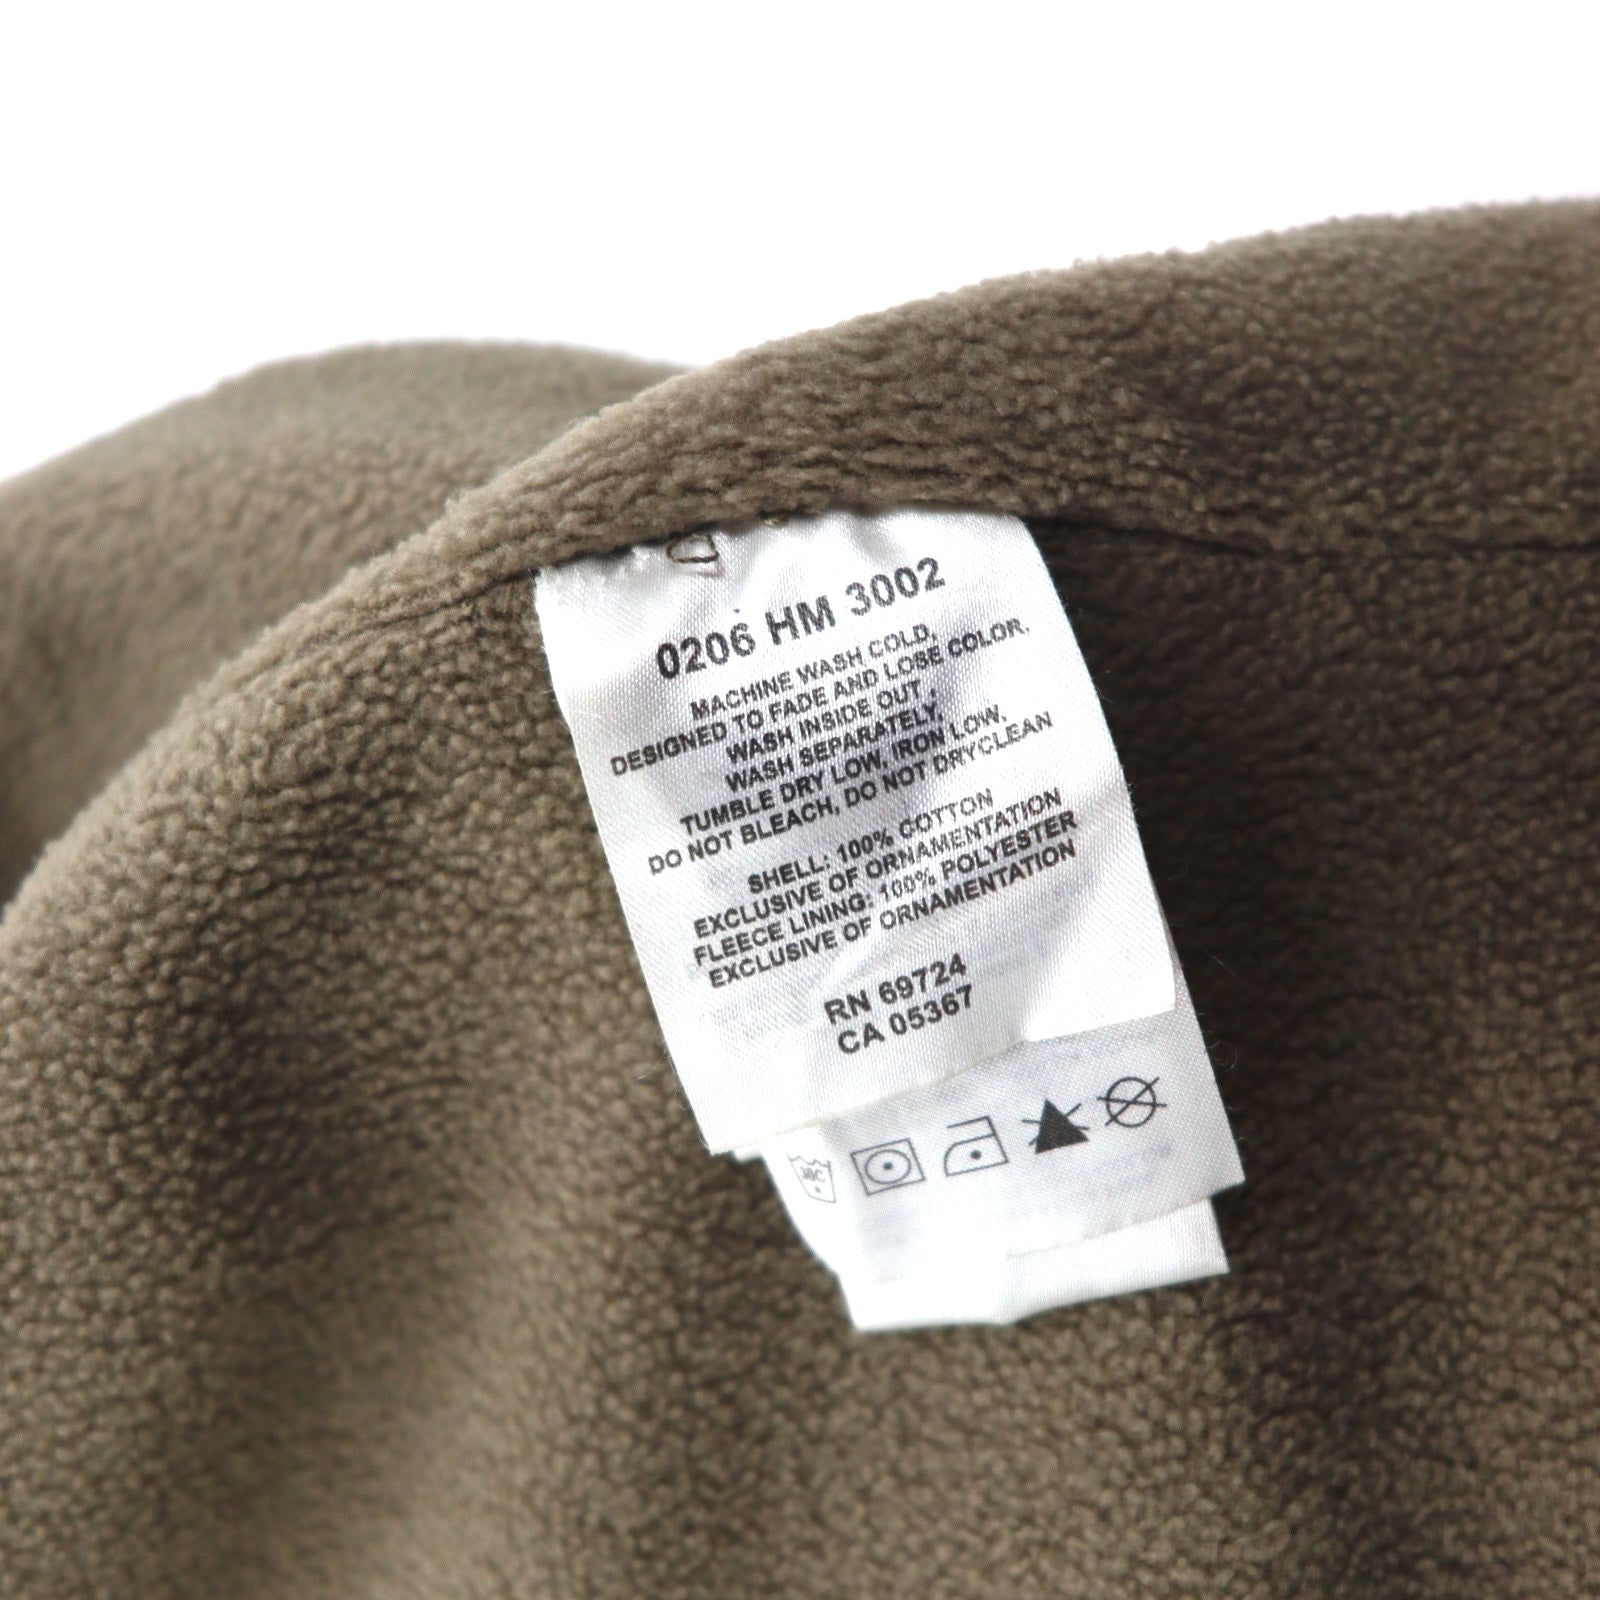 0206 HM 3002
MACHINE WASH COLD,
DESIGNED TO FADE AND LOSE COLOR,
WASH INSIDE OUT ,
WASH SEPARATELY,
TUMBLE DRY LOW, IRON LOW,
DO NOT BLEACH, DO NOT DRYCLEAN
SHELL: 100% COTTON
EXCLUSIVE OF ORNAMENTATION
FLEECE LINING: 100% POLYESTER
EXCLUSIVE OF ORNAMENTATION
RN 69724
CA 05367
30C